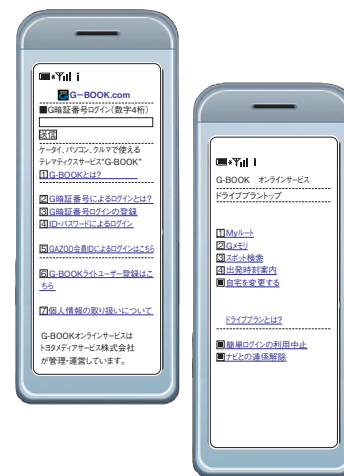 G-BOOK.com
■G暗証番号ログイン(数字4桁)
送信
ケータイ、パソコン、クルマで使える
テレマティクスサービス"G-BOOK"
1G-BOOKとは?
2G暗証番号によるログインとは?
3G暗証番号ログインの登録
4ID・パスワードによるログイン
5GAZOO会員IDによるログインはこちら
6G-BOOKライトユーザー登録はこ
ちら
7個人情報の取り扱いについて
G-BOOKオンラインサービスは
トヨタメディアサービス株式会社
が管理・運営しています。
G-BOOK オンラインサービス
ドライブプラントップ
1Myルート
2Gメモリ
3スポット検索
4出発時刻案内
■自宅を変更する
ドライブプランとは?
■簡単ログインの利用中止
■ナビとの連係解除